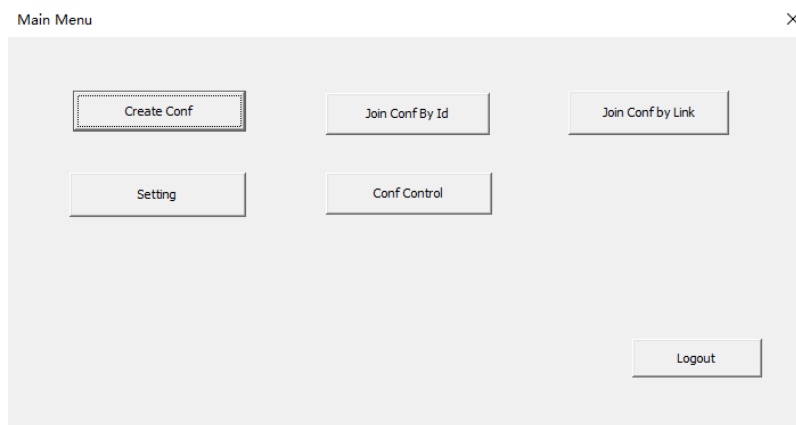 Main Menu
Create Conf
Join Conf By Id
Join Conf by Link
Setting
Conf Control
Logout